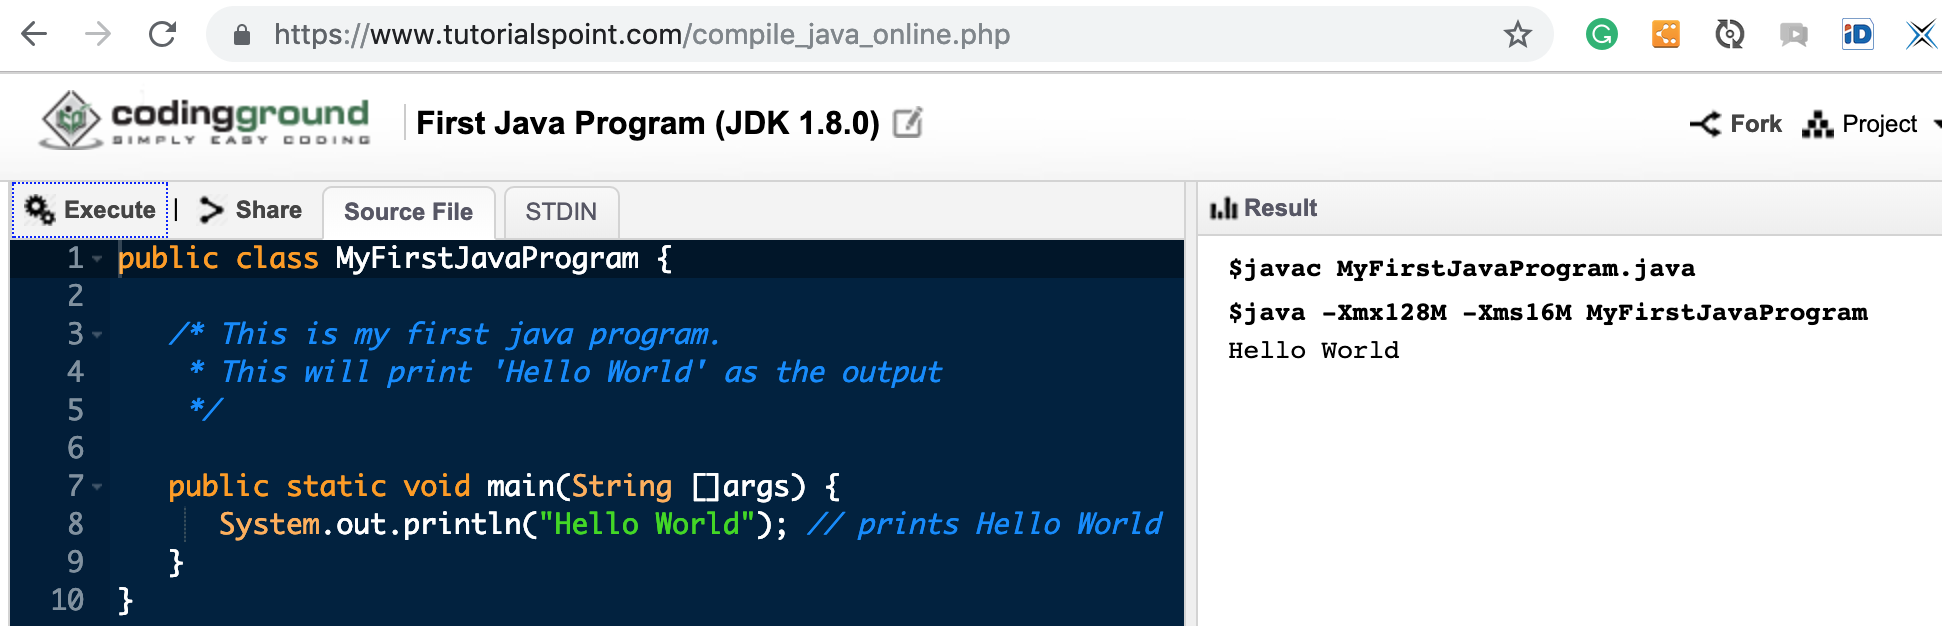 https://www.tutorialspoint.com/compile_java_online.php
codingground
SIMPLY EASY CODING
First Java Program (JDK 1.8.0)
Fork
Project
Execute | Share
Source File
STDIN
Result
1 public class MyFirstJavaProgram {
2
3 /* This is my first java program.
4 * This will print 'Hello World' as the output
5 */
6
7 public static void main(String []args) {
8 System.out.println("Hello World"); // prints Hello World
9 }
10 }
$javac MyFirstJavaProgram.java
$java -Xmx128M -Xms16M MyFirstJavaProgram
Hello World